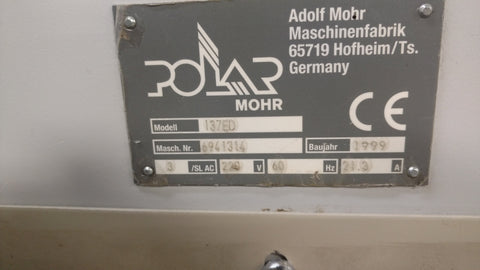 POLAR
MOHR
Adolf Mohr
Maschinenfabrik
65719 Hofheim/Ts.
Germany
CE
Modell 137ED
Masch. Nr. 6941314 Baujahr 1999
3 /SL AC 220 V 60 Hz 21.3 A